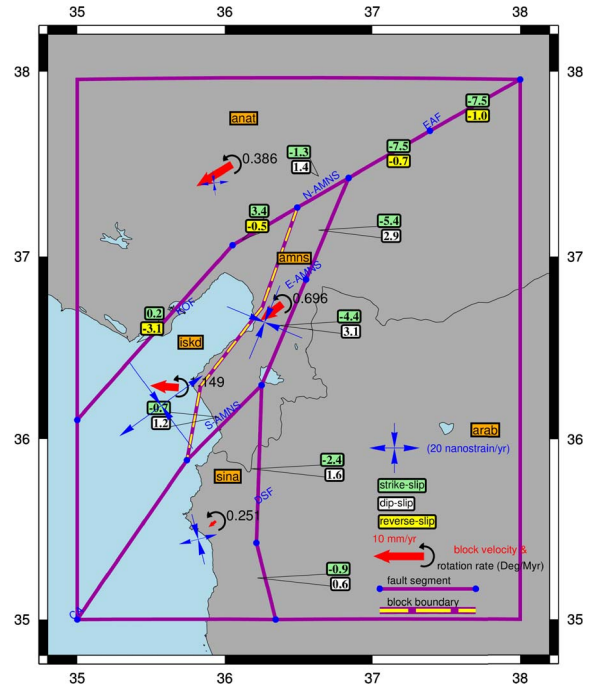 35 36 37 38
38 38
-7.5
-1.0
EAF
anat
-7.5
-0.7
-1.3
1.4
0.386
N-AMNS
3.4
-0.5
-5.4
2.9
37 37
amns
E-AMNS
0.696
0.2
-3.1
KOF
-4.4
3.1
iskd
149
-0.7
1.2
S-AMNS
36 36
arab
(20 nanostrain/yr)
-2.4
1.6
sina
DSF
strike-slip
dip-slip
reverse-slip
0.251
10 mm/yr
block velocity &
rotation rate (Deg/Myr)
-0.9
0.6
fault segment
block boundary
35 35
35 36 37 38